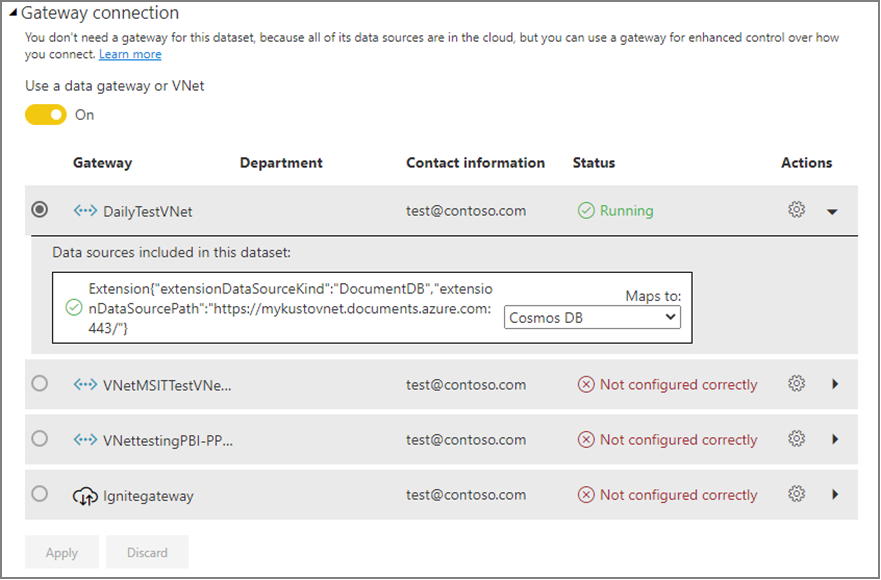 Gateway connection
You don't need a gateway for this dataset, because all of its data sources are in the cloud, but you can use a gateway for enhanced control over how
you connect. Learn more
Use a data gateway or VNet
On
Gateway Department Contact information Status Actions
DailyTestVNet test@contoso.com Running
Data sources included in this dataset:
Extension{"extensionDataSourceKind":"DocumentDB","extensio
nDataSourcePath":"https://mykustovnet.documents.azure.com:
443/"}
Maps to:
Cosmos DB
VNetMSITTestVNe... test@contoso.com Not configured correctly
VNettestingPBI-PP... test@contoso.com Not configured correctly
Ignitegateway test@contoso.com Not configured correctly
Apply Discard